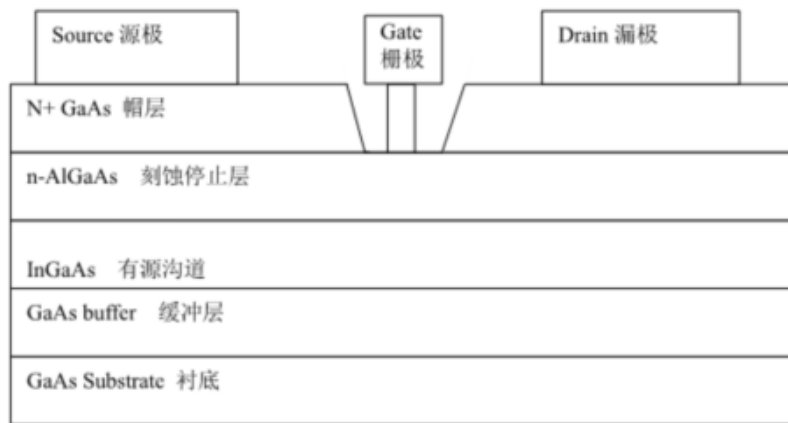 Source 源极
Gate
栅极
Drain 漏极
N+ GaAs 帽层
n-AlGaAs 刻蚀停止层
InGaAs 有源沟道
GaAs buffer 缓冲层
GaAs Substrate 衬底